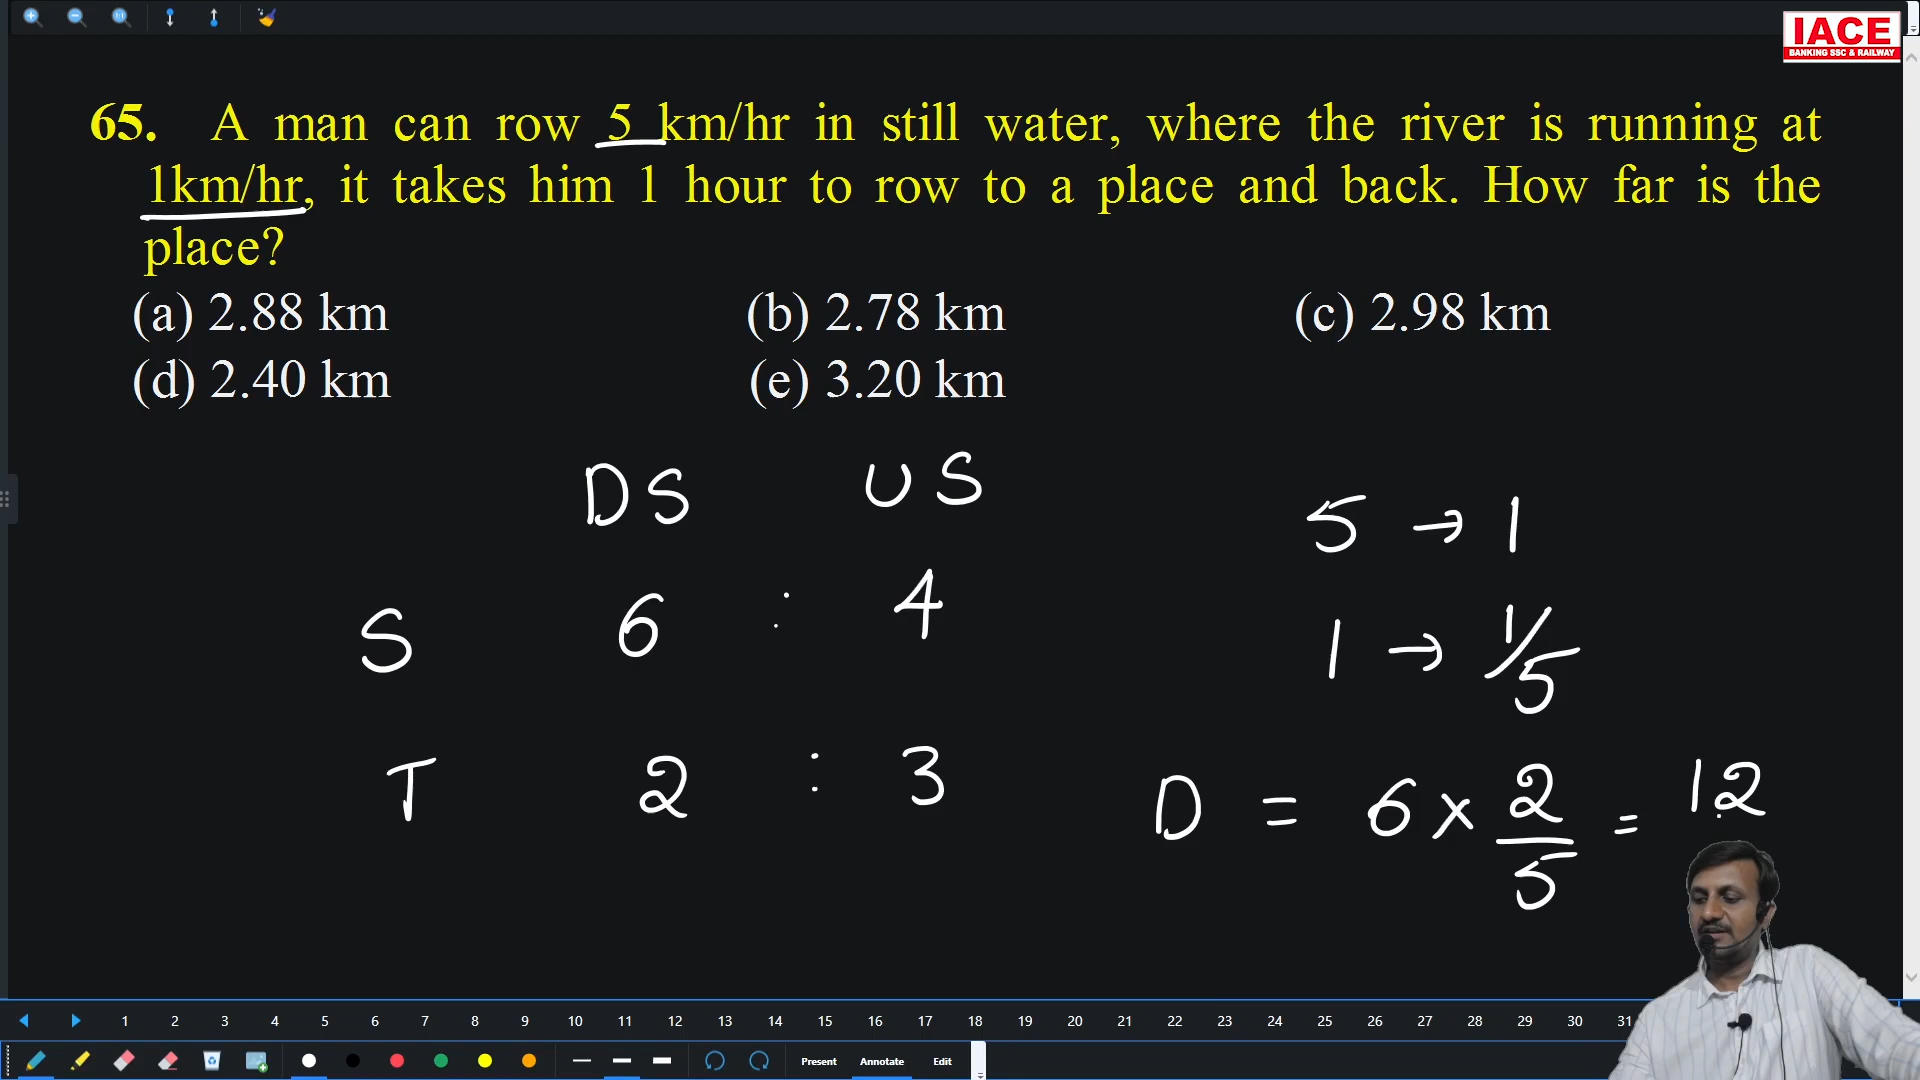 IACE
BANKING SSC & RAILWAY
65. A man can row 5 km/hr in still water, where the river is running at
1km/hr, it takes him 1 hour to row to a place and back. How far is the
place?
(a) 2.88 km (b) 2.78 km (c) 2.98 km
(d) 2.40 km (e) 3.20 km
DS US
S 6 : 4
T 2 : 3
5 → 1
1 → 1/5
D = 6 × 2/5 = 12
1 2 3 4 5 6 7 8 9 10 11 12 13 14 15 16 17 18 19 20 21 22 23 24 25 26 27 28 29 30 31
Present Annotate Edit